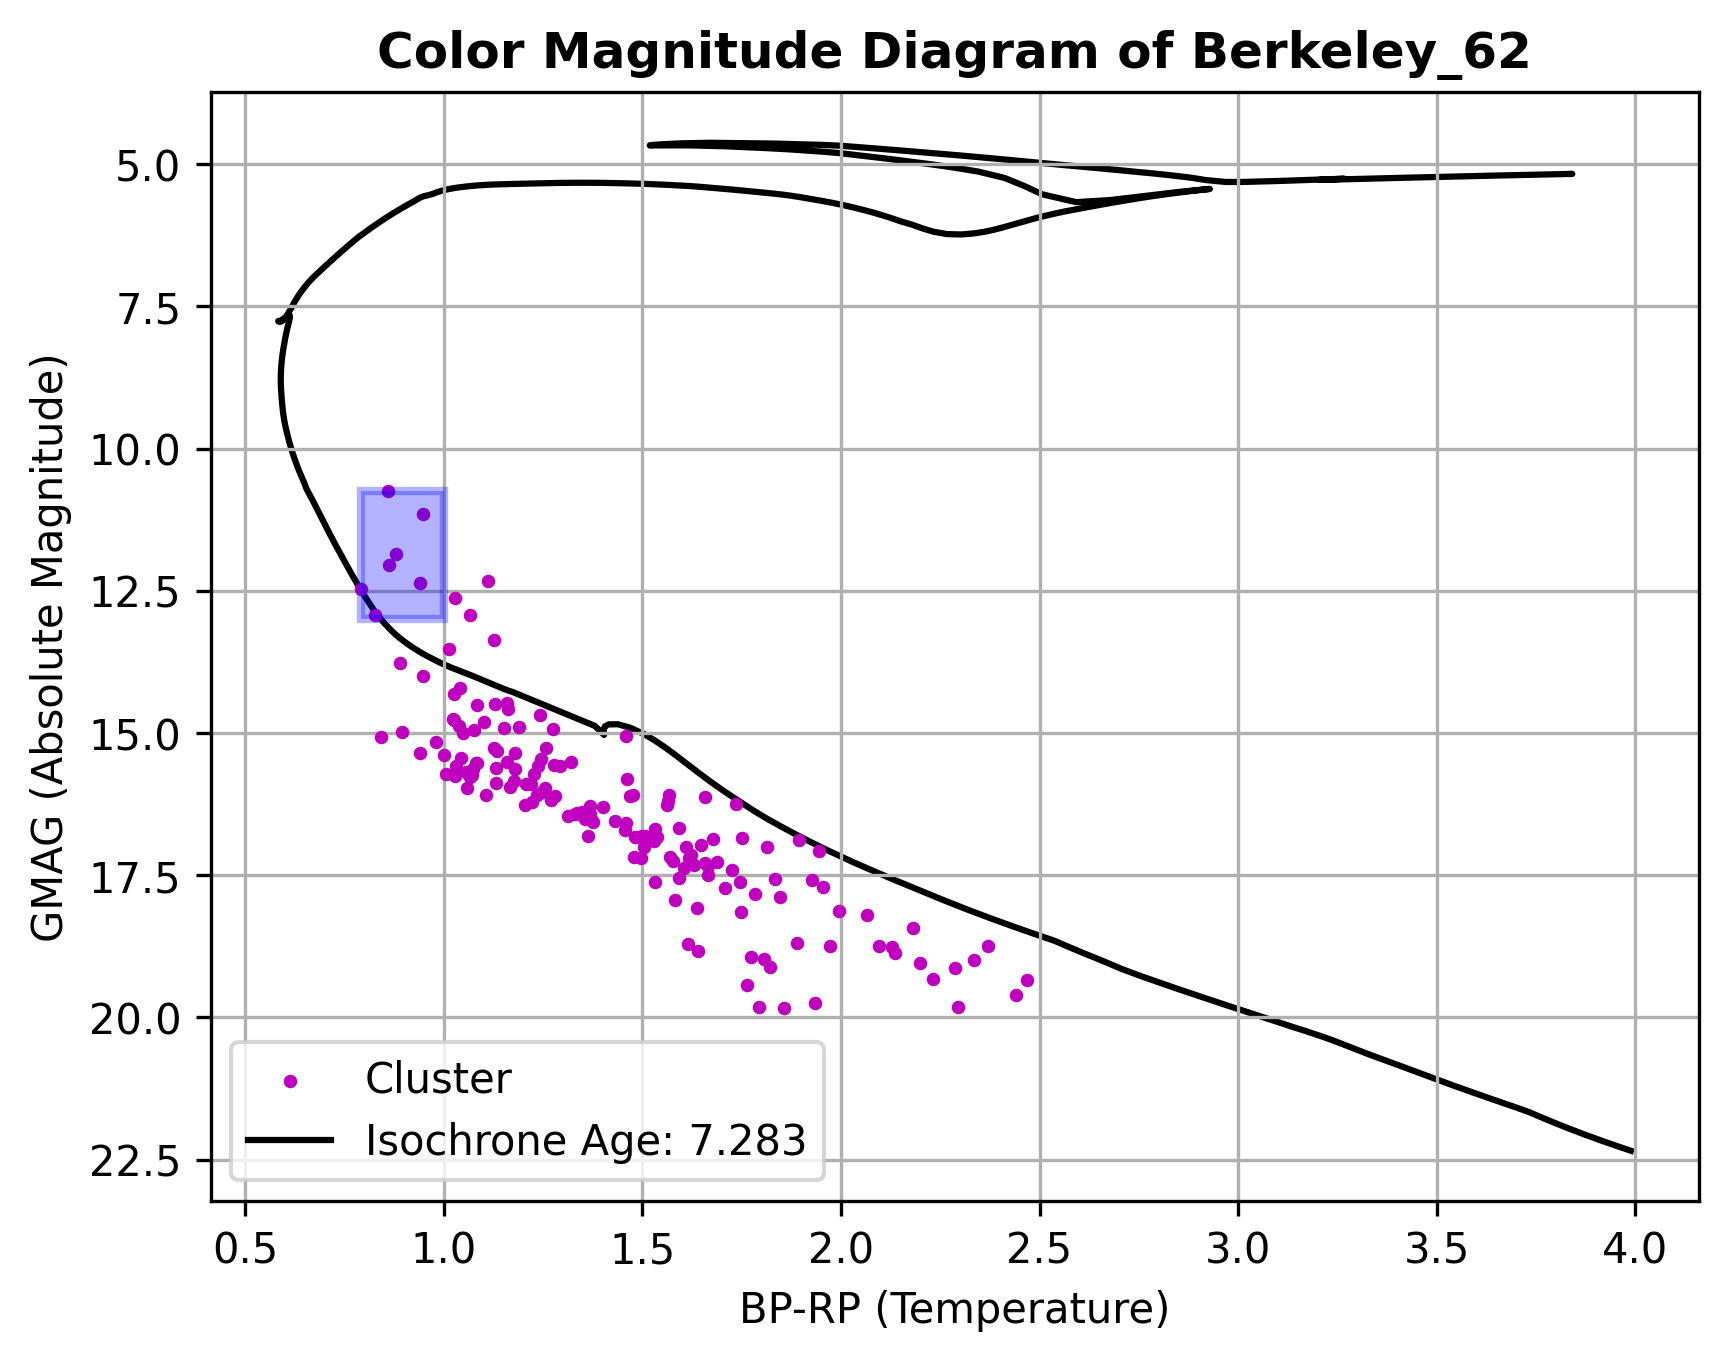 Color Magnitude Diagram of Berkeley_62
GMAG (Absolute Magnitude)
5.0
7.5
10.0
12.5
15.0
17.5
20.0
22.5
Cluster
Isochrone Age: 7.283
0.5 1.0 1.5 2.0 2.5 3.0 3.5 4.0
BP-RP (Temperature)